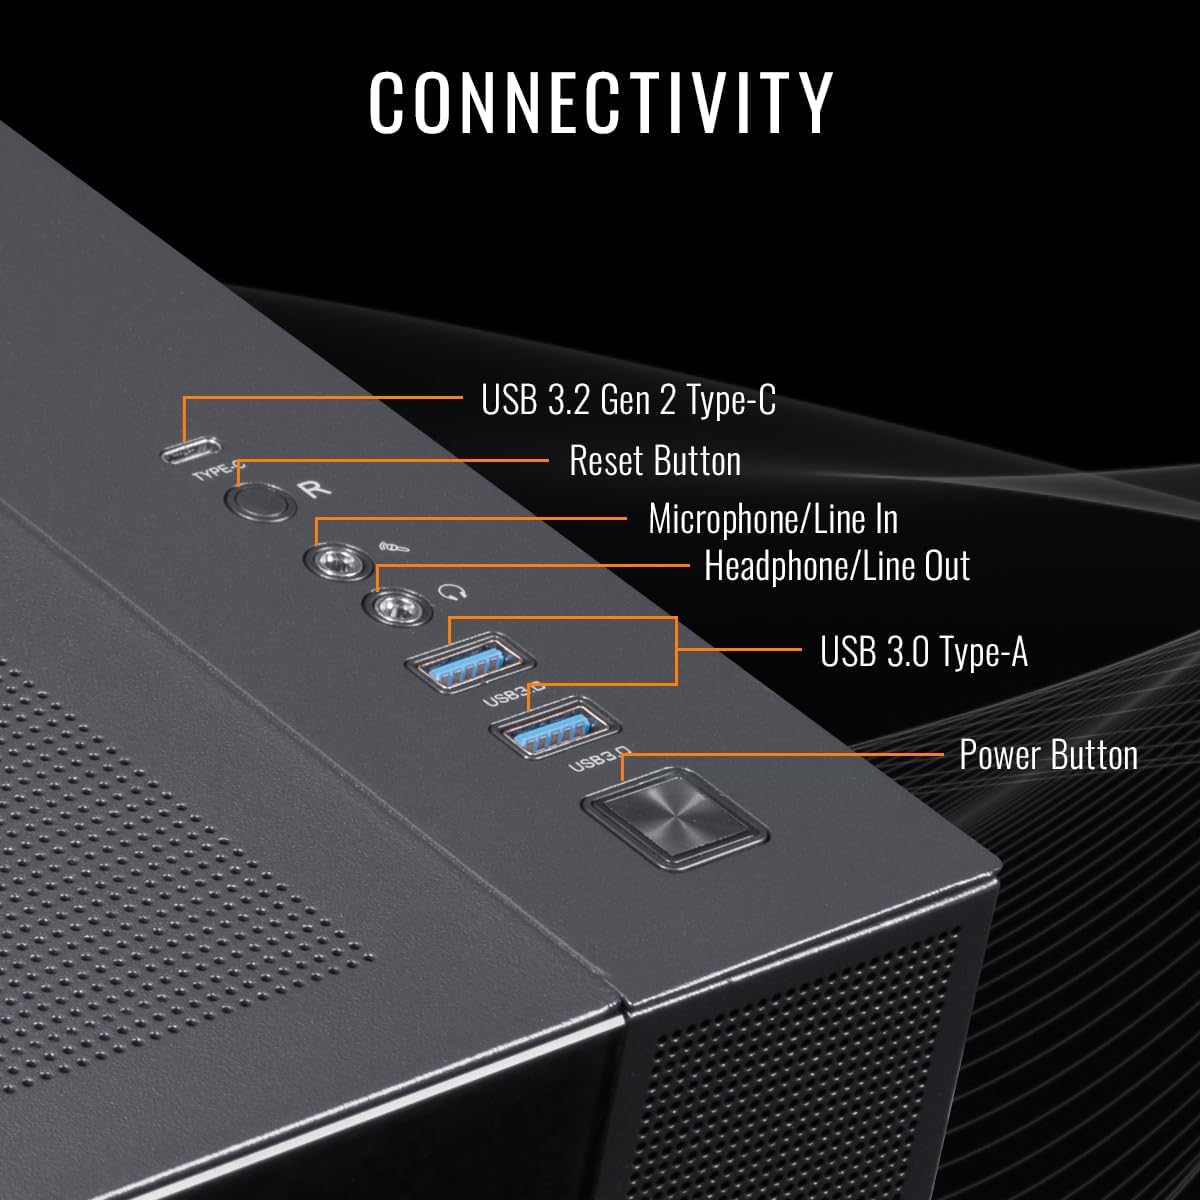 CONNECTIVITY
USB 3.2 Gen 2 Type-C
TYPE-C
Reset Button
R
Microphone/Line In
Headphone/Line Out
USB 3.0 Type-A
USB3.0
USB3.0
Power Button